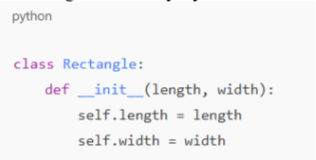 python
class Rectangle:
    def __init__(length, width):
        self.length = length
        self.width = width